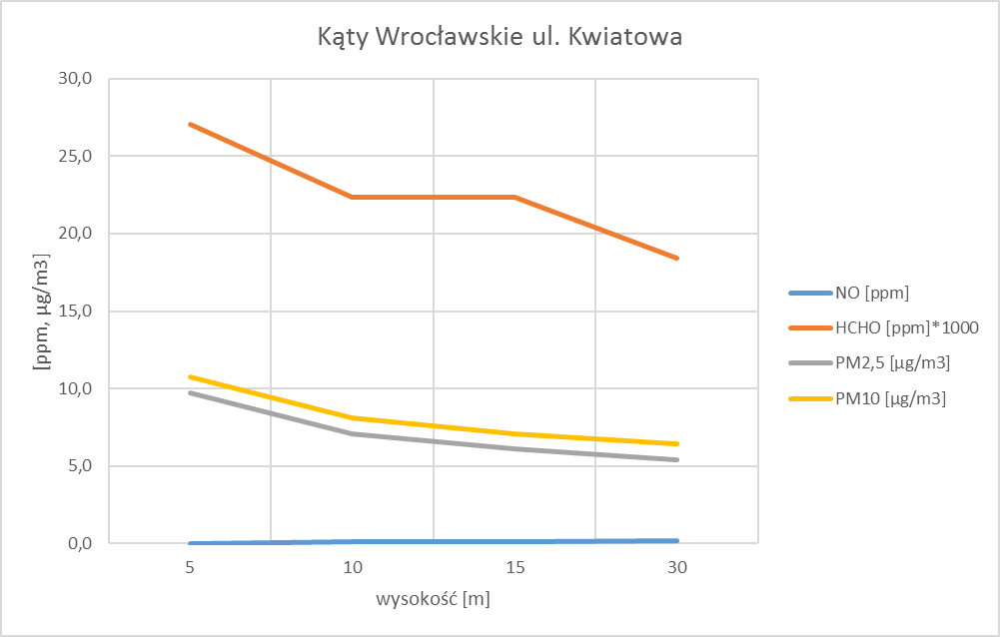 Kąty Wrocławskie ul. Kwiatowa
30,0
25,0
20,0
15,0
10,0
5,0
0,0
[ppm, µg/m3]
5 10 15 30
wysokość [m]
NO [ppm]
HCHO [ppm]*1000
PM2,5 [µg/m3]
PM10 [µg/m3]